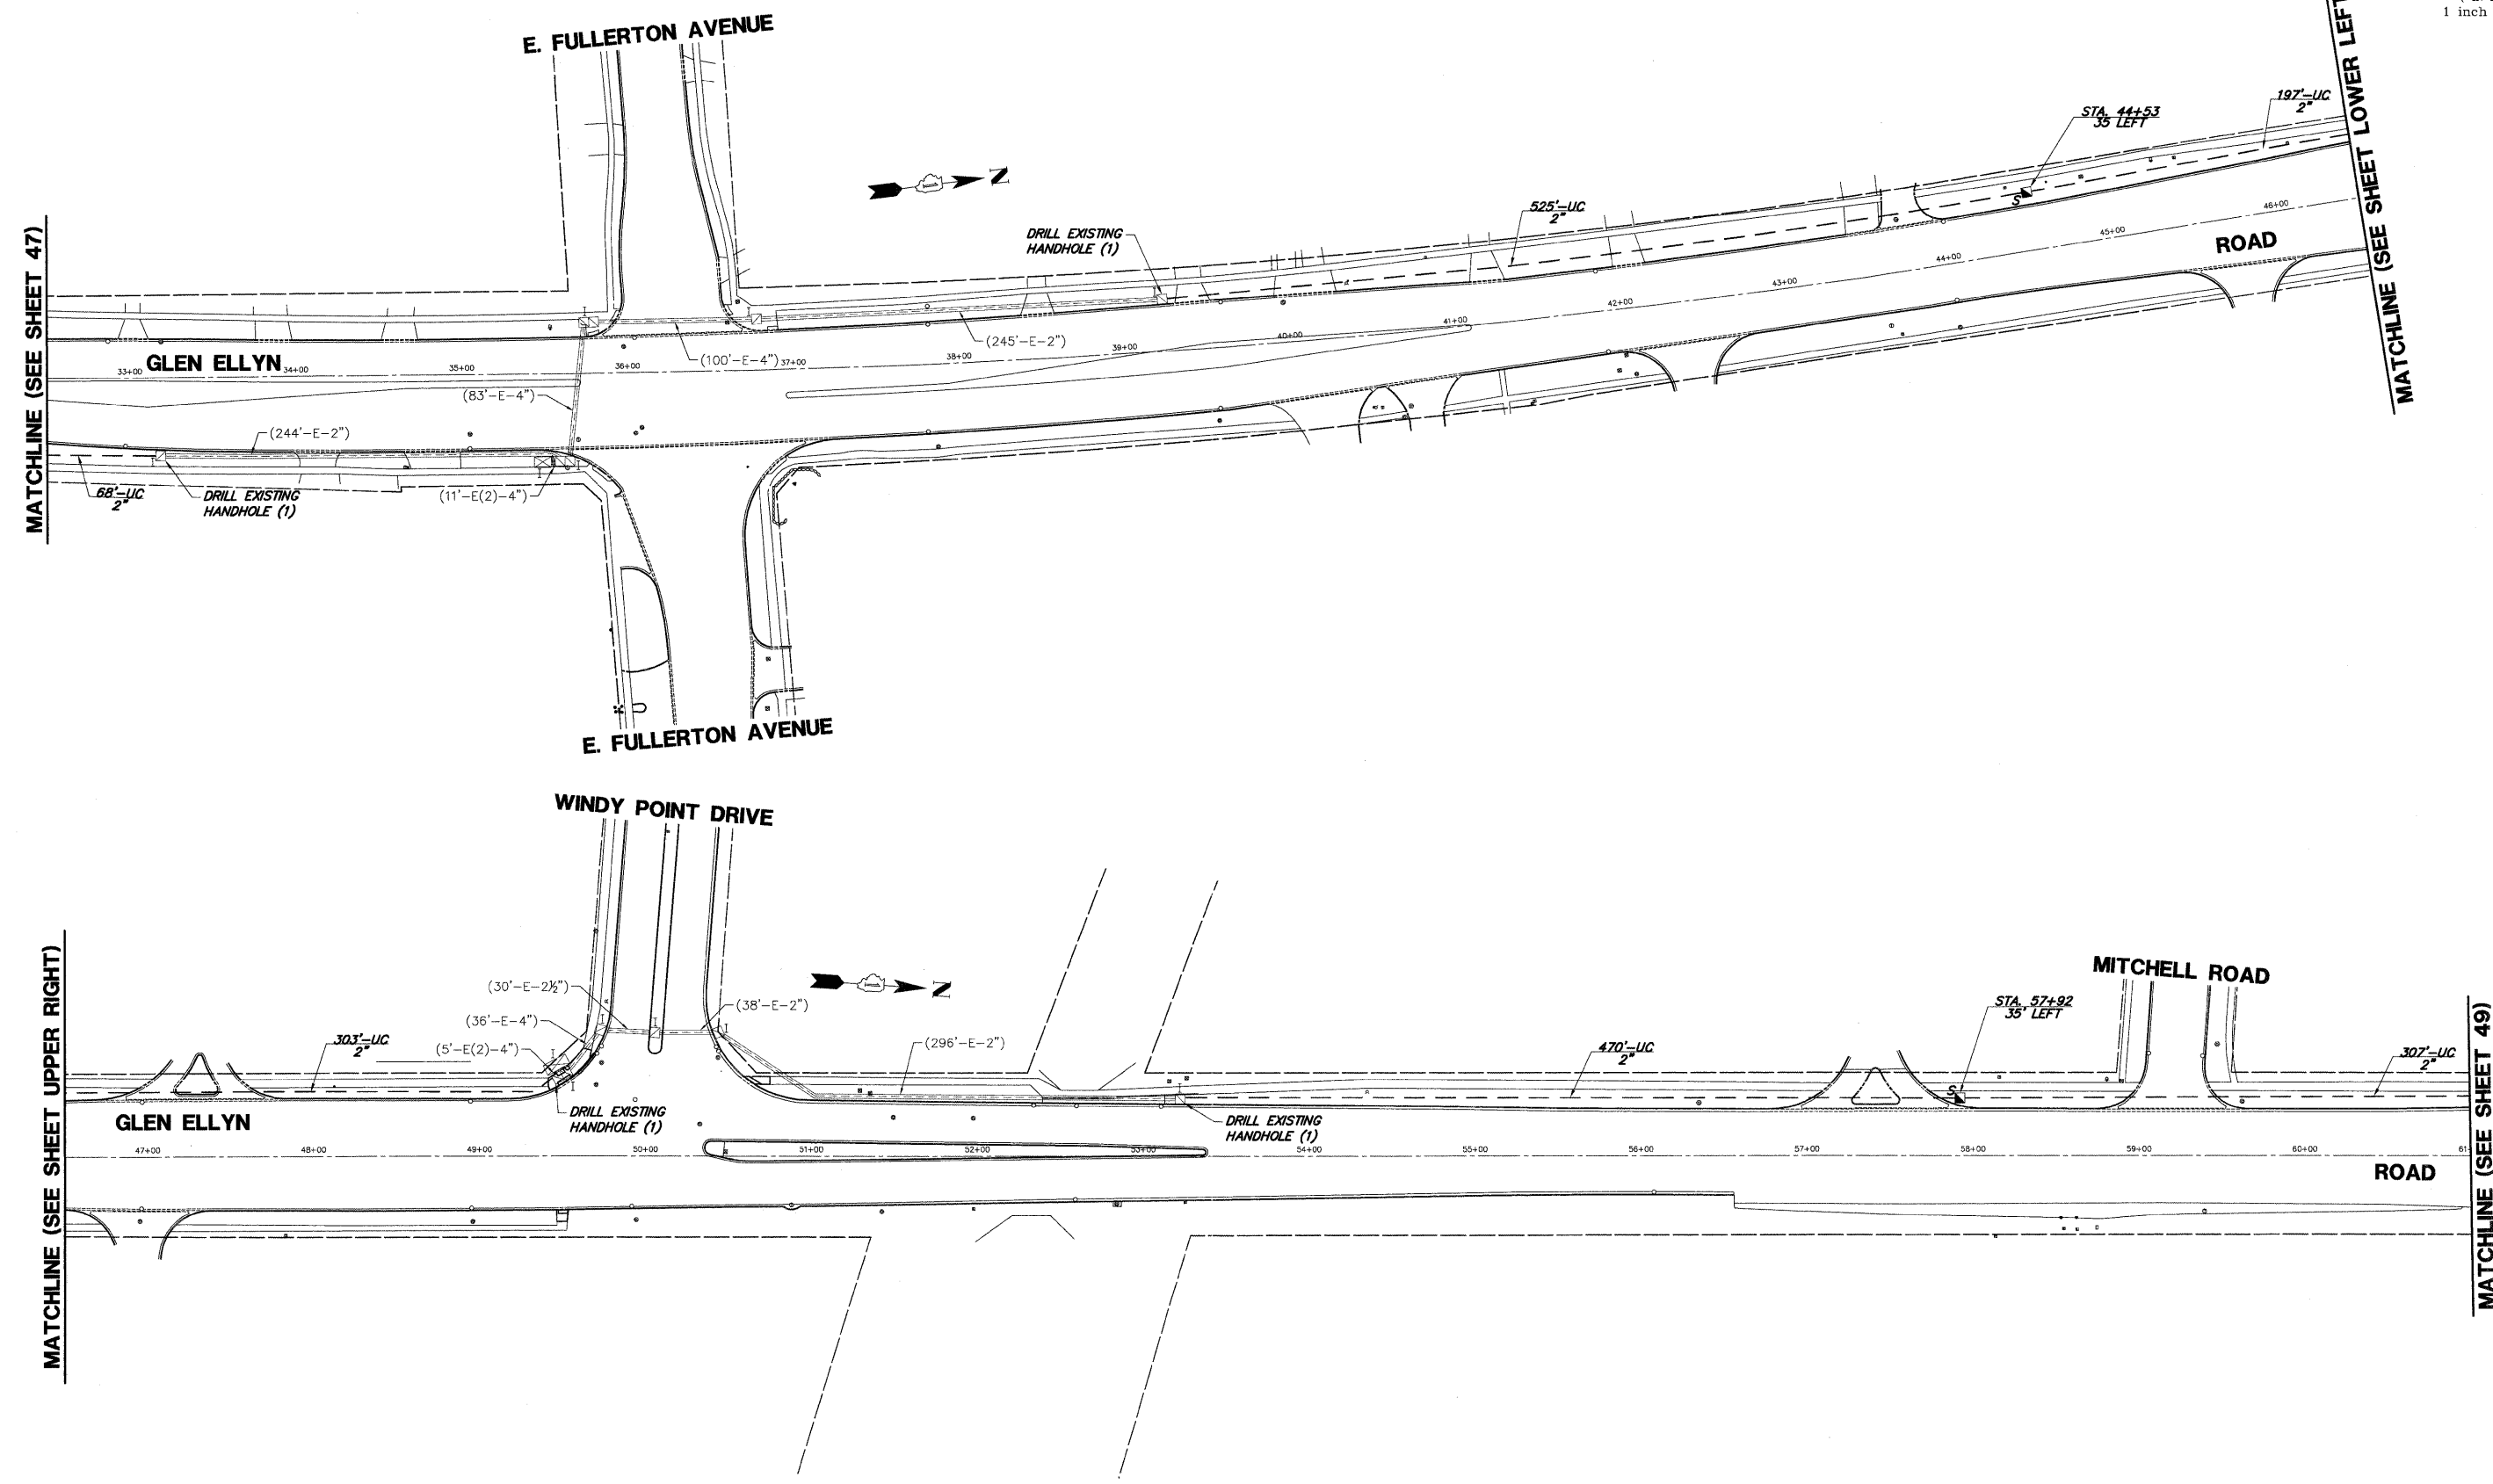 1 inch
E. FULLERTON AVENUE
N
MATCHLINE (SEE SHEET 47)
MATCHLINE (SEE SHEET LOWER LEFT
197'-UC
2"
STA. 44+53
35 LEFT
S
525'-UC
2"
DRILL EXISTING
HANDHOLE (1)
ROAD
46+00
45+00
44+00
43+00
42+00
41+00
40+00
39+00
38+00
37+00
36+00
35+00
34+00
33+00
GLEN ELLYN
(245'-E-2")
(100'-E-4")
(83'-E-4")
(244'-E-2")
68'-UC
2"
DRILL EXISTING
HANDHOLE (1)
(11'-E(2)-4")
E. FULLERTON AVENUE
WINDY POINT DRIVE
N
MATCHLINE (SEE SHEET UPPER RIGHT)
MATCHLINE (SEE SHEET 49)
MITCHELL ROAD
STA. 57+92
35' LEFT
S
(30'-E-2½")
(38'-E-2")
(36'-E-4")
(5'-E(2)-4")
303'-UC
2"
(296'-E-2")
470'-UC
2"
307'-UC
2"
DRILL EXISTING
HANDHOLE (1)
DRILL EXISTING
HANDHOLE (1)
GLEN ELLYN
47+00
48+00
49+00
50+00
51+00
52+00
53+00
54+00
55+00
56+00
57+00
58+00
59+00
60+00
61
ROAD